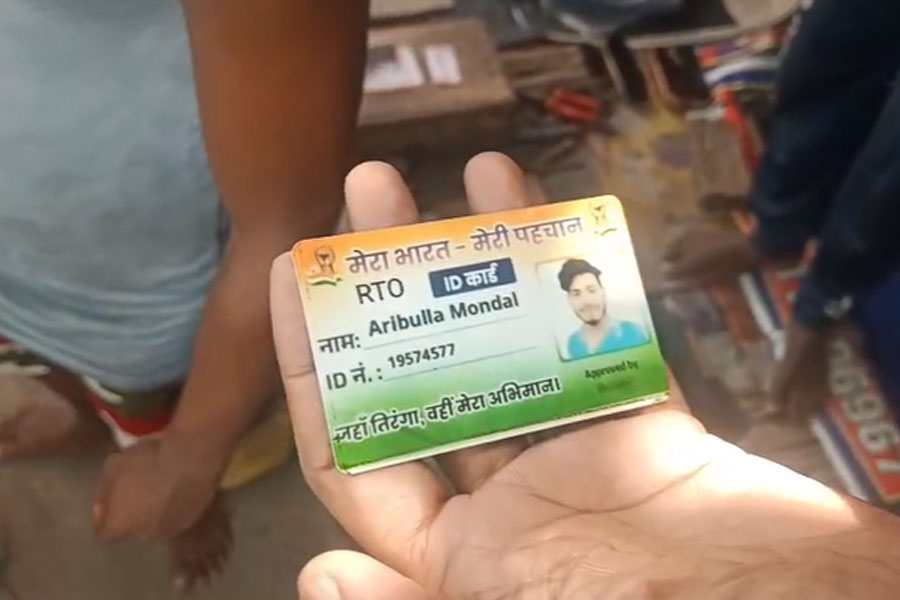 मेरा भारत - मेरी पहचान
RTO ID कार्ड
नाम: Aribulla Mondal
ID नं. : 19574577
जहाँ तिरंगा, वहीं मेरा अभिमान।
Approved by